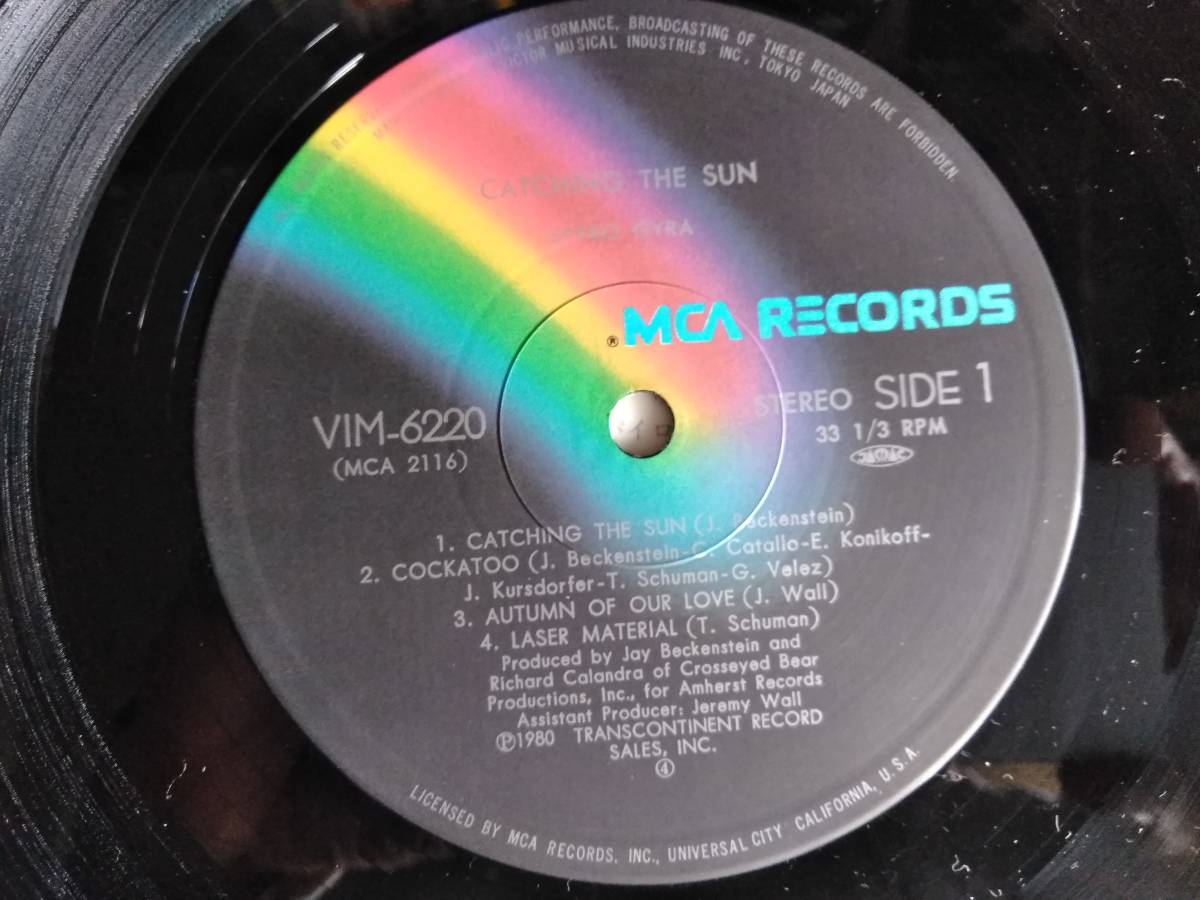 PERFORMANCE, BROADCASTING OF THESE RECORDS ARE FORBIDDEN.
VICTOR MUSICAL INDUSTRIES INC, TOKYO JAPAN
CATCHING THE SUN
GYRA
® MCA RECORDS
STEREO SIDE 1
33 1/3 RPM
JASRAC
VIM-6220
(MCA 2116)
1. CATCHING THE SUN (J. Beckenstein)
2. COCKATOO (J. Beckenstein-C. Catallo-E. Konikoff-
J. Kursdorfer-T. Schuman-G. Velez)
3. AUTUMN OF OUR LOVE (J. Wall)
4. LASER MATERIAL (T. Schuman)
Produced by Jay Beckenstein and
Richard Calandra of Crosseyed Bear
Productions, Inc., for Amherst Records
Assistant Producer: Jeremy Wall
Ⓟ1980 TRANSCONTINENT RECORD
SALES, INC.
④
LICENSED BY MCA RECORDS, INC., UNIVERSAL CITY CALIFORNIA, U.S.A.